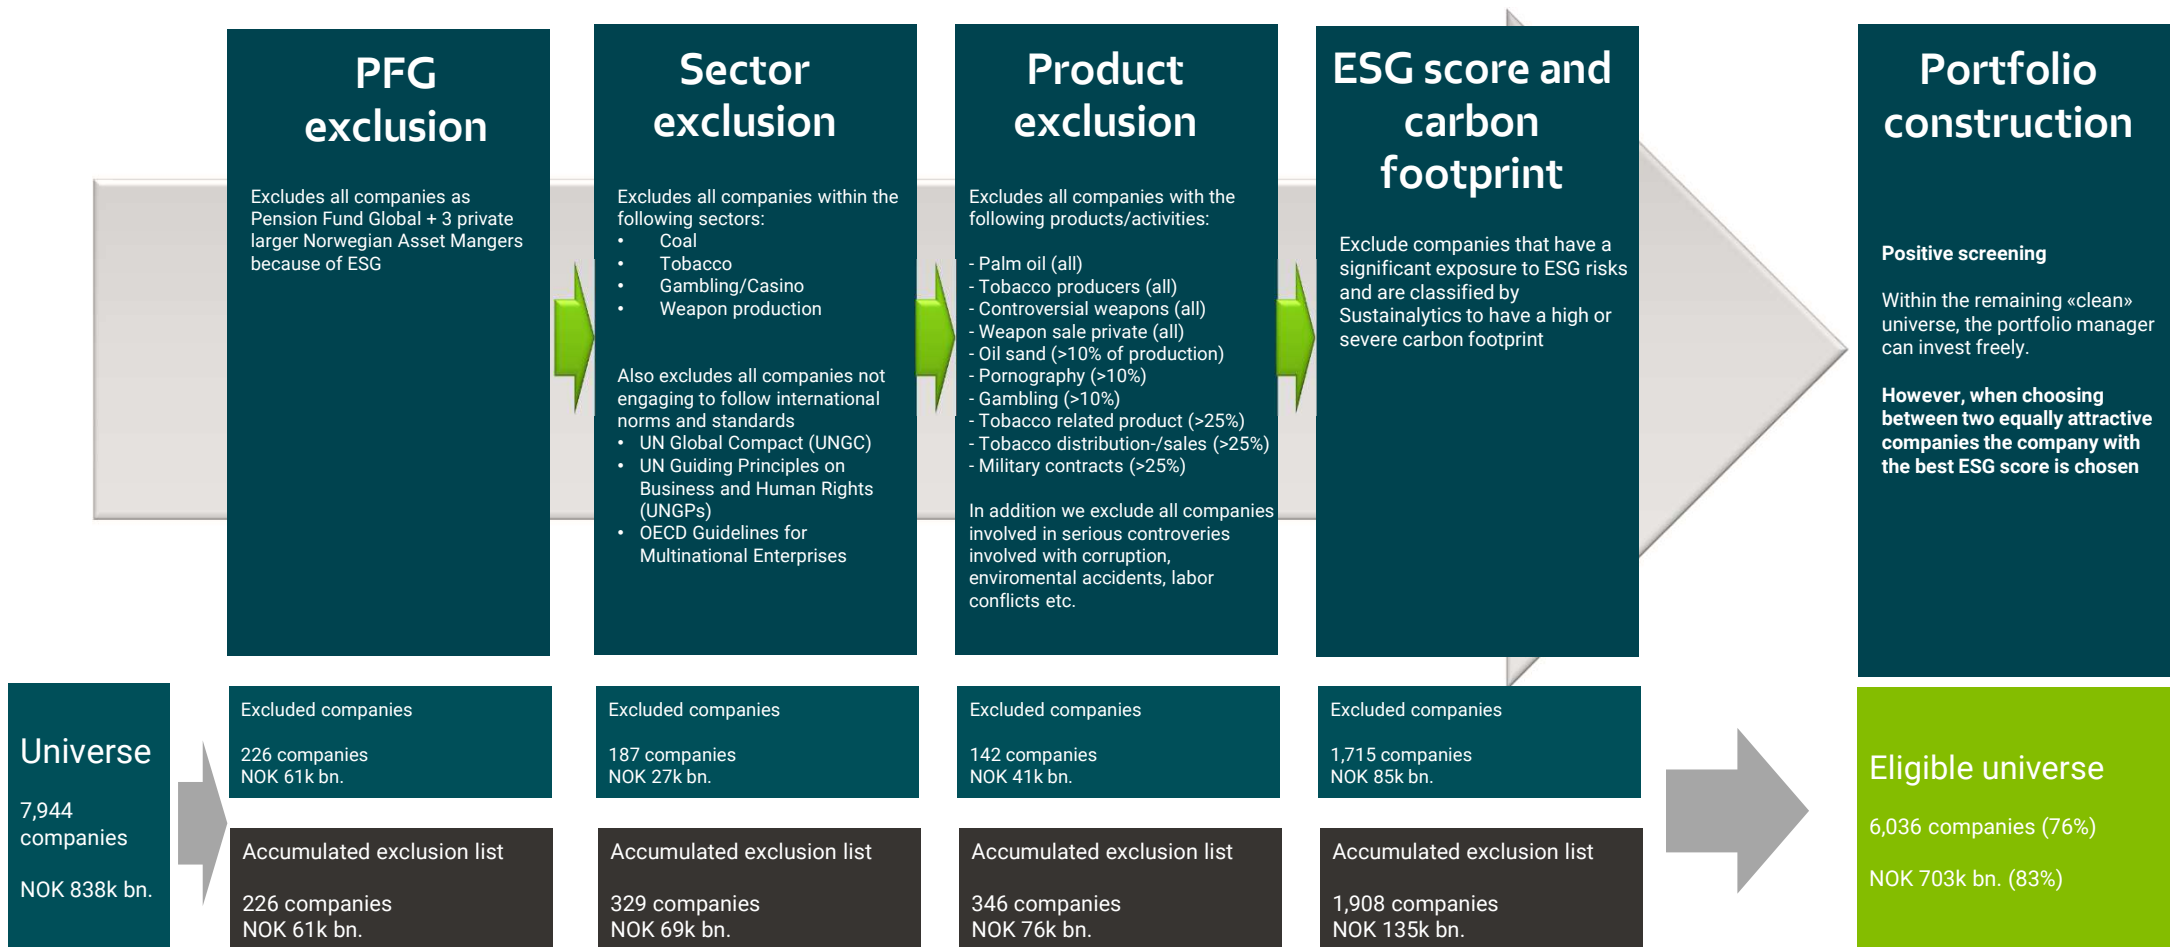 PFG
exclusion
Excludes all companies as
Pension Fund Global + 3 private
larger Norwegian Asset Mangers
because of ESG
Sector
exclusion
Excludes all companies within the
following sectors:
• Coal
• Tobacco
• Gambling/Casino
• Weapon production
Also excludes all companies not
engaging to follow international
norms and standards
• UN Global Compact (UNGC)
• UN Guiding Principles on
Business and Human Rights
(UNGPs)
• OECD Guidelines for
Multinational Enterprises
Product
exclusion
Excludes all companies with the
following products/activities:
- Palm oil (all)
- Tobacco producers (all)
- Controversial weapons (all)
- Weapon sale private (all)
- Oil sand (>10% of production)
- Pornography (>10%)
- Gambling (>10%)
- Tobacco related product (>25%)
- Tobacco distribution-/sales (>25%)
- Military contracts (>25%)
In addition we exclude all companies
involved in serious controveries
involved with corruption,
enviromental accidents, labor
conflicts etc.
ESG score and
carbon
footprint
Exclude companies that have a
significant exposure to ESG risks
and are classified by
Sustainalytics to have a high or
severe carbon footprint
Portfolio
construction
Positive screening
Within the remaining «clean»
universe, the portfolio manager
can invest freely.
However, when choosing
between two equally attractive
companies the company with
the best ESG score is chosen
Universe
7,944
companies
NOK 838k bn.
Excluded companies
226 companies
NOK 61k bn.
Accumulated exclusion list
226 companies
NOK 61k bn.
Excluded companies
187 companies
NOK 27k bn.
Accumulated exclusion list
329 companies
NOK 69k bn.
Excluded companies
142 companies
NOK 41k bn.
Accumulated exclusion list
346 companies
NOK 76k bn.
Excluded companies
1,715 companies
NOK 85k bn.
Accumulated exclusion list
1,908 companies
NOK 135k bn.
Eligible universe
6,036 companies (76%)
NOK 703k bn. (83%)